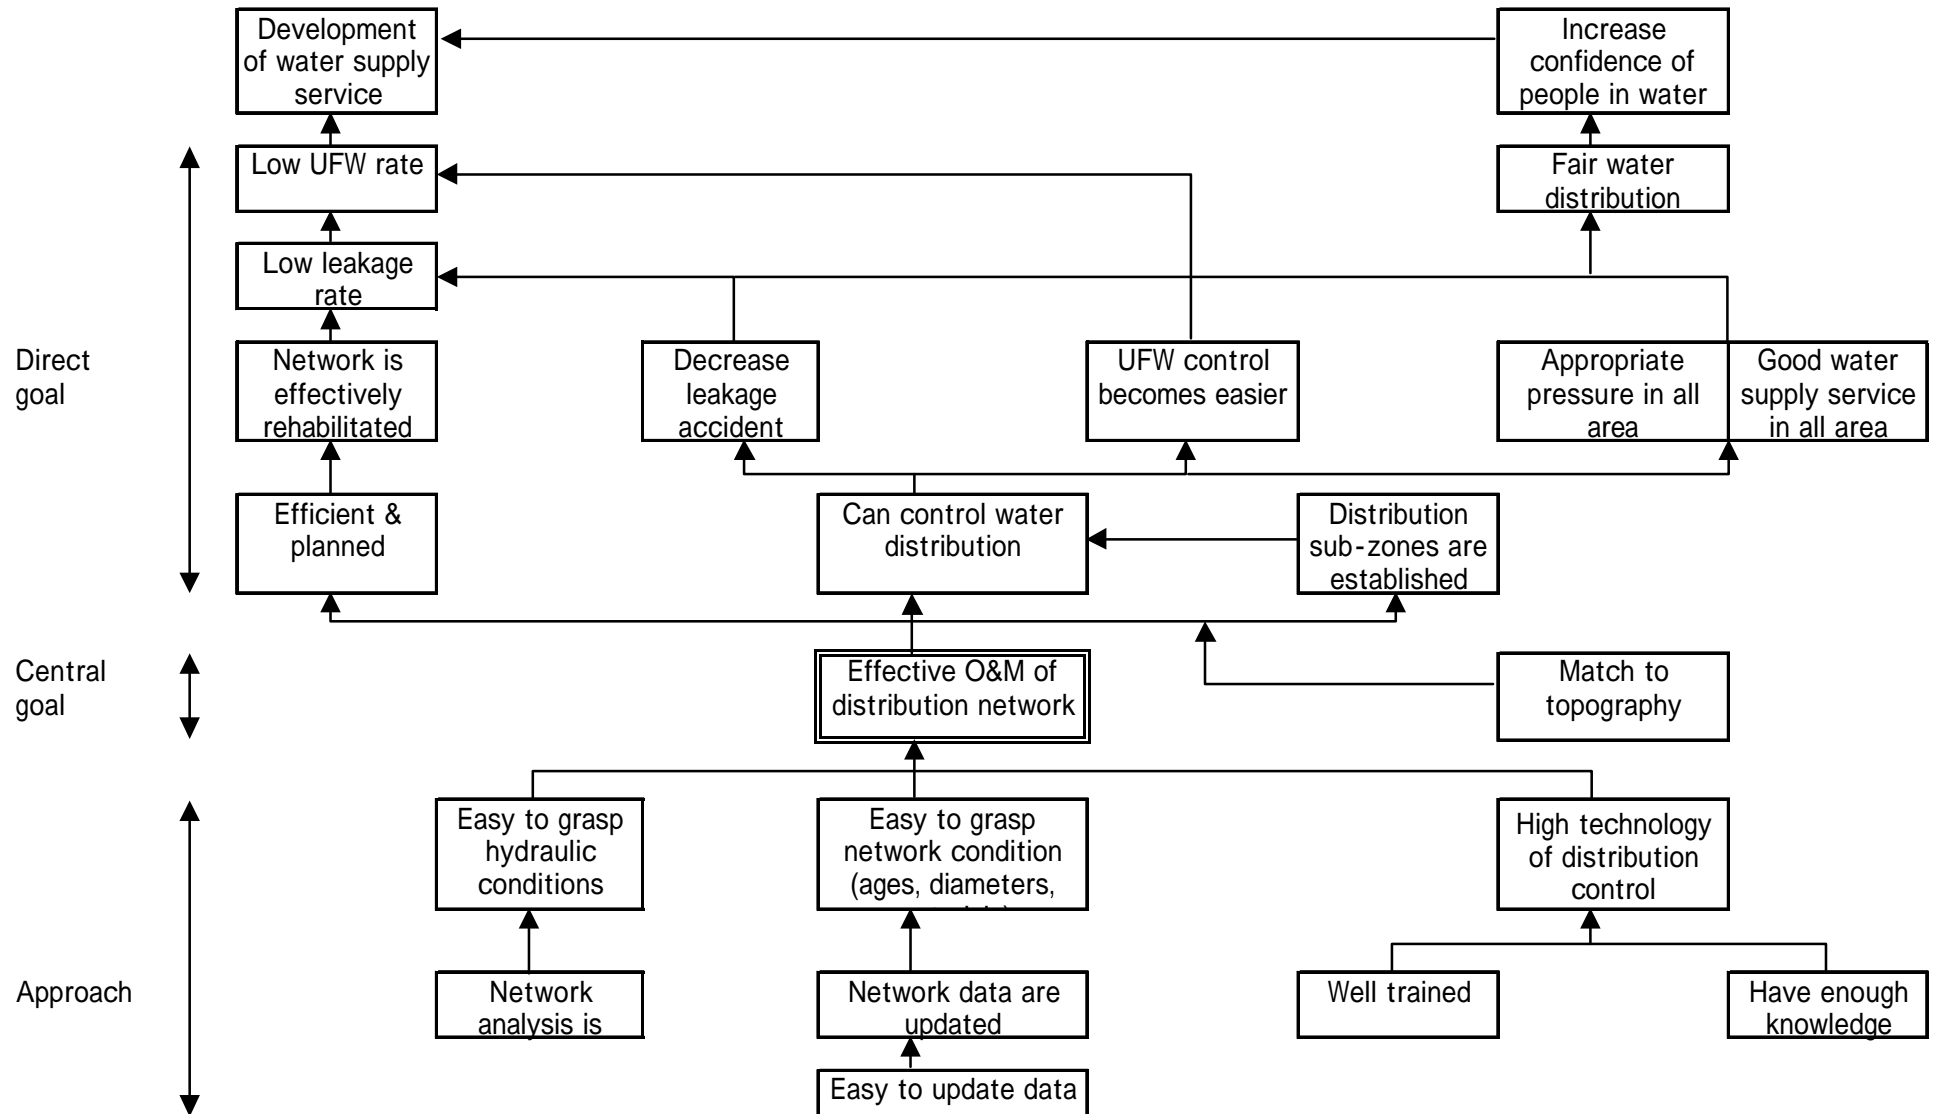 Development
of water supply
service
Increase
confidence of
people in water
Low UFW rate
Fair water
distribution
Low leakage
rate
Direct
goal
Network is
effectively
rehabilitated
Decrease
leakage
accident
UFW control
becomes easier
Appropriate
pressure in all
area
Good water
supply service
in all area
Efficient &
planned
Can control water
distribution
Distribution
sub-zones are
established
Central
goal
Effective O&M of
distribution network
Match to
topography
Easy to grasp
hydraulic
conditions
Easy to grasp
network condition
(ages, diameters,
High technology
of distribution
control
Approach
Network
analysis is
Network data are
updated
Well trained
Have enough
knowledge
Easy to update data